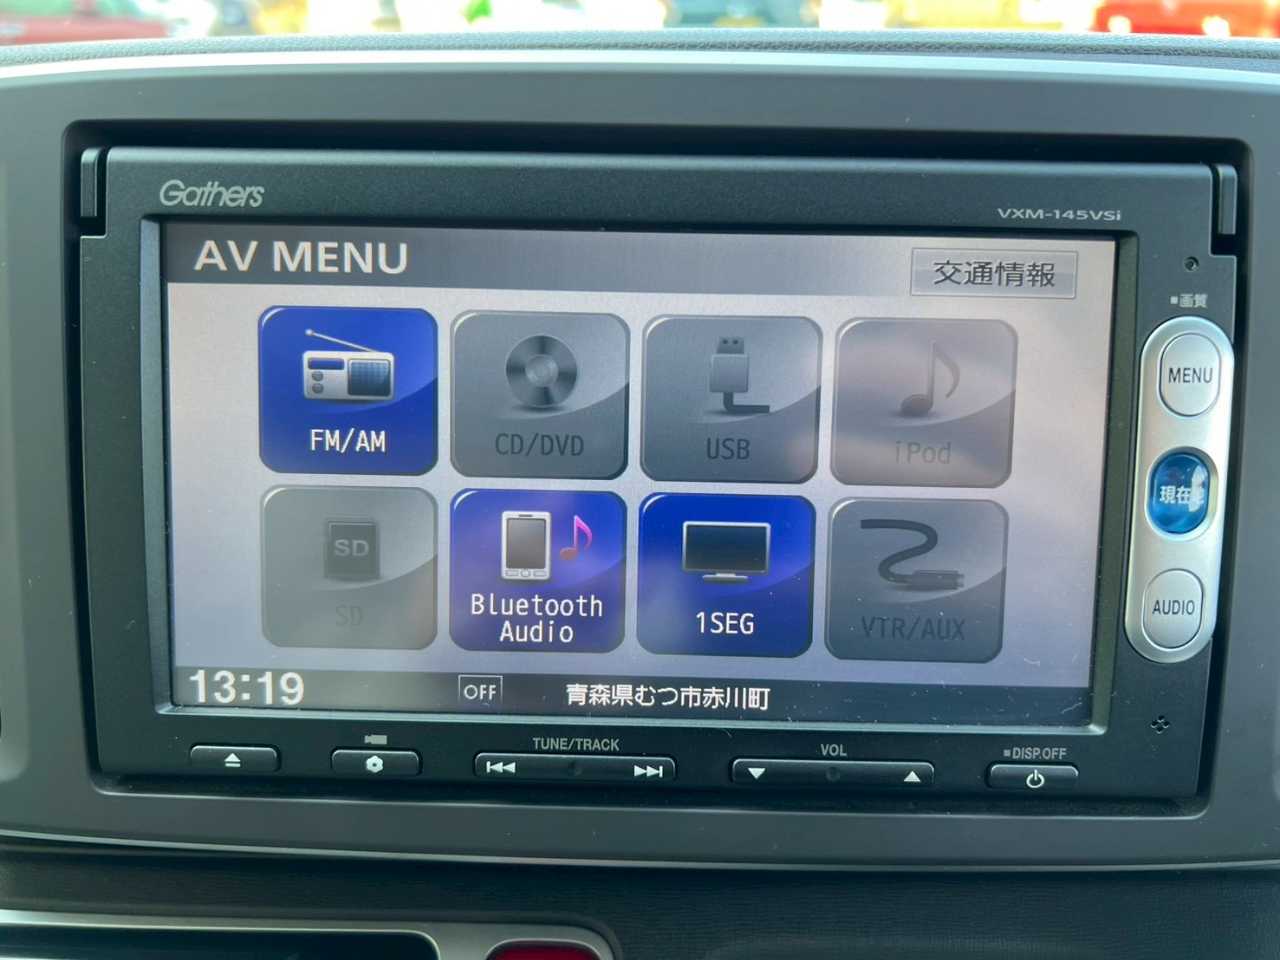 Gathers
VXM-145VSi
AV MENU
交通情報
■画質
FM/AM
CD/DVD
USB
iPod
MENU
現在
SD
SD
Bluetooth
Audio
1SEG
VTR/AUX
AUDIO
13:19
OFF
青森県むつ市赤川町
TUNE/TRACK
VOL
■DISP.OFF